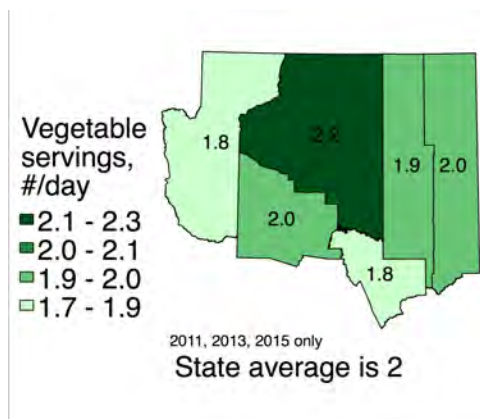 1.8
2.2
1.9
2.0
2.0
1.8
Vegetable
servings,
#/day
2.1 - 2.3
2.0 - 2.1
1.9 - 2.0
1.7 - 1.9
2011, 2013, 2015 only
State average is 2